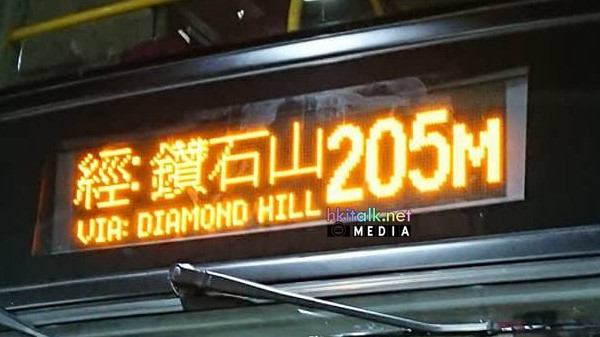 經:鑽石山
VIA: DIAMOND HILL
205M
hkitalk.net
MEDIA